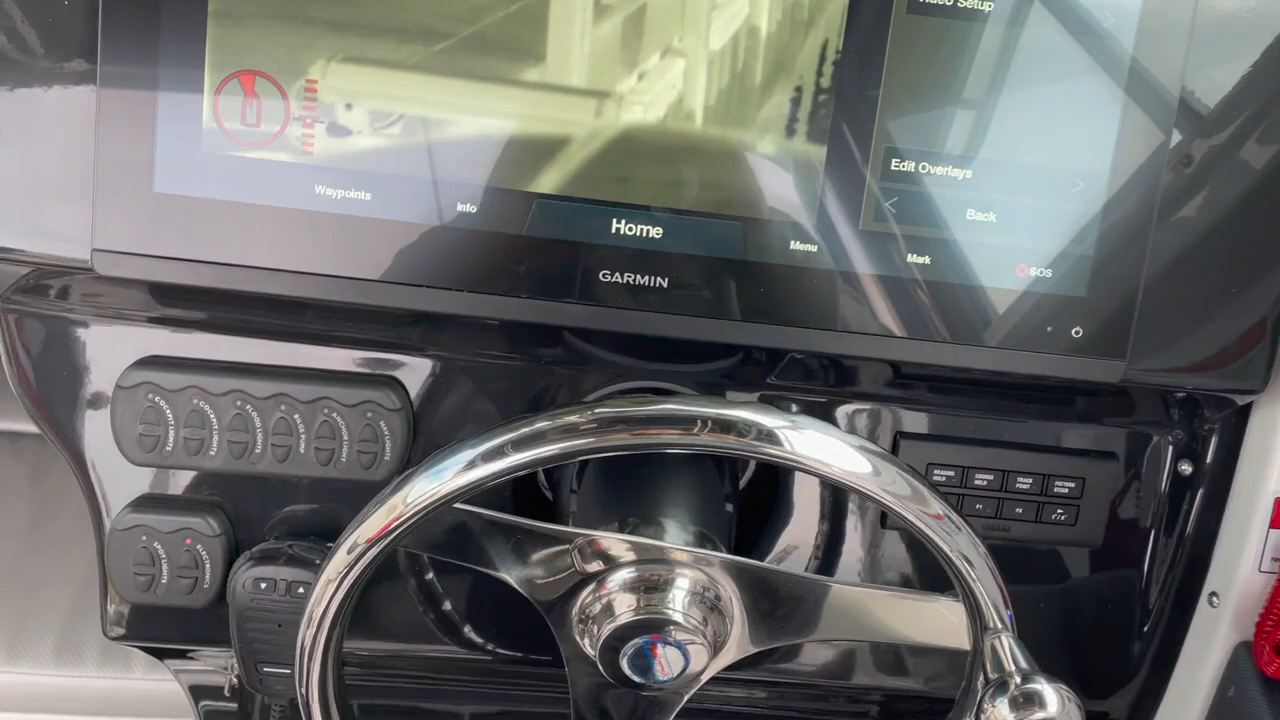 Video Setup
Edit Overlays
Back
Waypoints
Info
Home
Menu
Mark
SOS
GARMIN
COCKPIT LIGHTS
COCKPIT LIGHTS
FLOOD LIGHTS
BILGE PUMP
ANCHOR LIGHT
NAV LIGHTS
SPOT LIGHTS
ELECTRONICS
HEADING HOLD
COURSE HOLD
TRACK POINT
PATTERN STEER
F1
F2